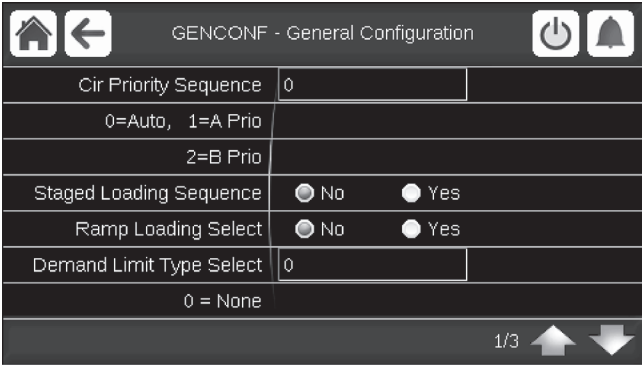 GENCONF - General Configuration
Cir Priority Sequence 0
0=Auto, 1=A Prio
2=B Prio
Staged Loading Sequence No Yes
Ramp Loading Select No Yes
Demand Limit Type Select 0
0 = None
1/3